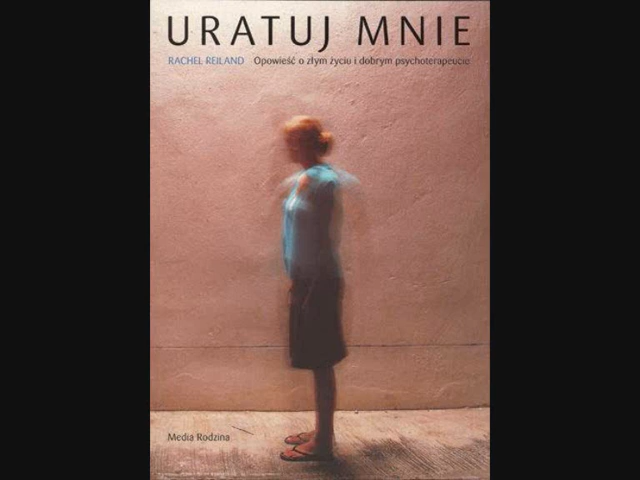 URATUJ MNIE
RACHEL REILAND Opowieść o złym życiu i dobrym psychoterapeucie
Media Rodzina